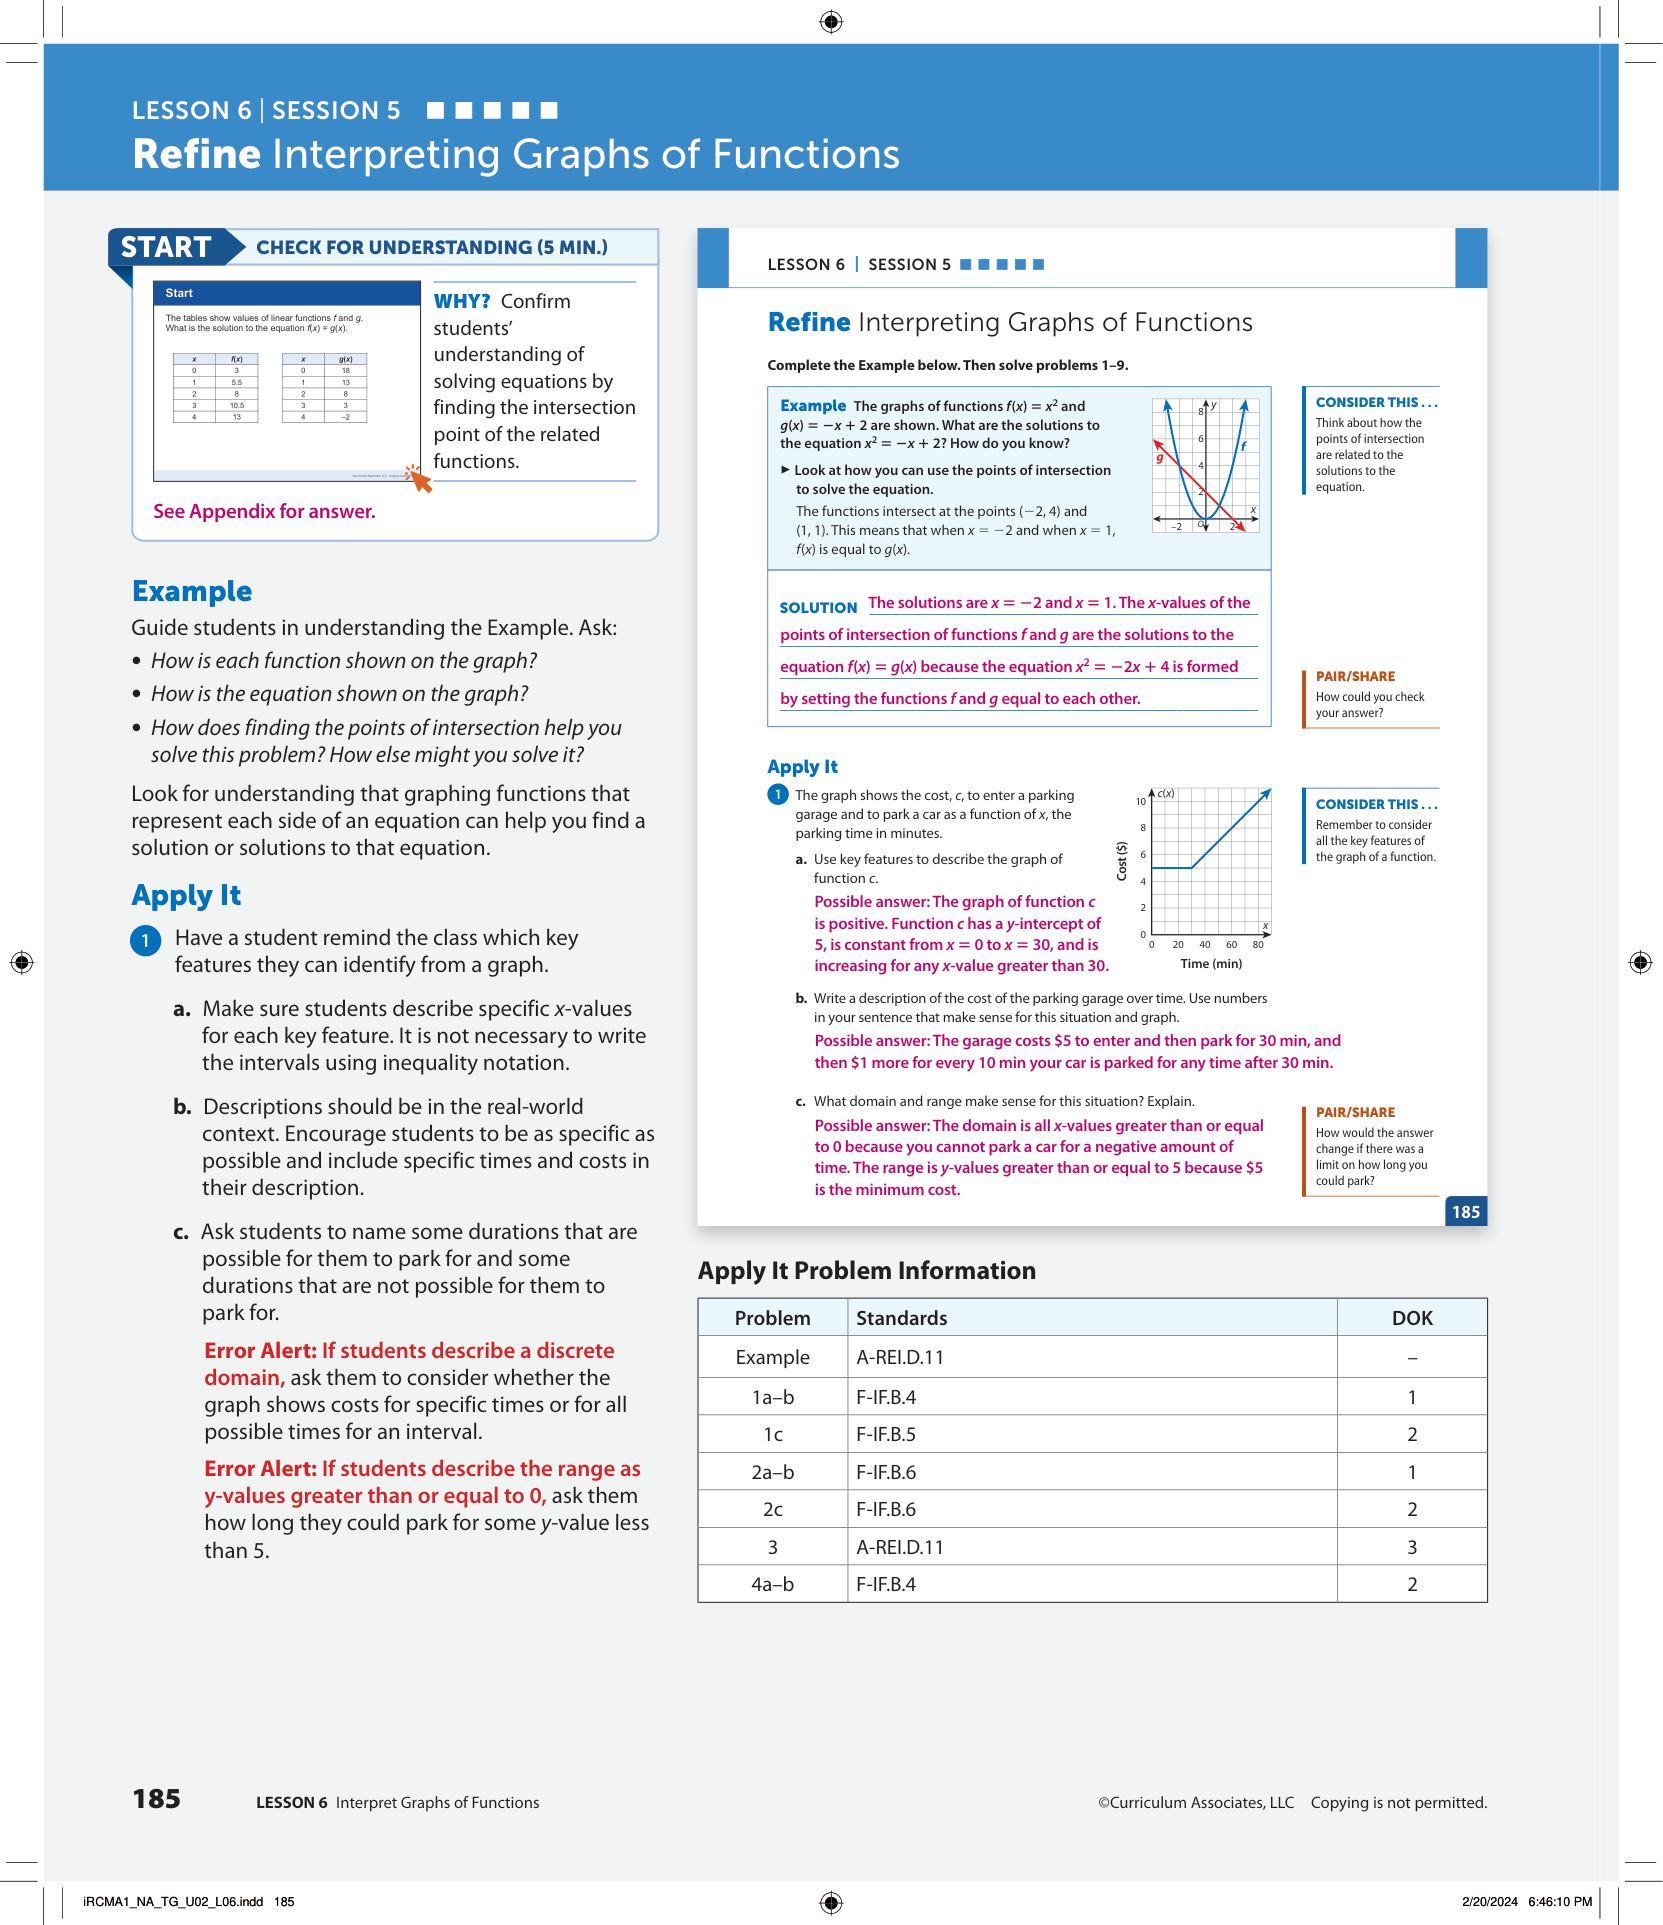 LESSON 6 | SESSION 5
Refine Interpreting Graphs of Functions
START
CHECK FOR UNDERSTANDING (5 MIN.)
Start
The tables show values of linear functions f and g.
What is the solution to the equation f(x) = g(x).
x f(x)
0 3
1 5.5
2 8
3 10.5
4 13
x g(x)
0 18
1 13
2 8
3 3
4 –2
WHY? Confirm
students’
understanding of
solving equations by
finding the intersection
point of the related
functions.
See Appendix for answer.
Example
Guide students in understanding the Example. Ask:
• How is each function shown on the graph?
• How is the equation shown on the graph?
• How does finding the points of intersection help you
solve this problem? How else might you solve it?
Look for understanding that graphing functions that
represent each side of an equation can help you find a
solution or solutions to that equation.
Apply It
1 Have a student remind the class which key
features they can identify from a graph.
a. Make sure students describe specific x-values
for each key feature. It is not necessary to write
the intervals using inequality notation.
b. Descriptions should be in the real-world
context. Encourage students to be as specific as
possible and include specific times and costs in
their description.
c. Ask students to name some durations that are
possible for them to park for and some
durations that are not possible for them to
park for.
Error Alert: If students describe a discrete
domain, ask them to consider whether the
graph shows costs for specific times or for all
possible times for an interval.
Error Alert: If students describe the range as
y-values greater than or equal to 0, ask them
how long they could park for some y-value less
than 5.
LESSON 6 | SESSION 5
Refine Interpreting Graphs of Functions
Complete the Example below. Then solve problems 1–9.
Example The graphs of functions f(x) = x² and
g(x) = −x + 2 are shown. What are the solutions to
the equation x² = −x + 2? How do you know?
▶ Look at how you can use the points of intersection
to solve the equation.
The functions intersect at the points (−2, 4) and
(1, 1). This means that when x = −2 and when x = 1,
f(x) is equal to g(x).
y
8
6
4
2
g
f
x
–2
O
2
SOLUTION The solutions are x = −2 and x = 1. The x-values of the
points of intersection of functions f and g are the solutions to the
equation f(x) = g(x) because the equation x² = −2x + 4 is formed
by setting the functions f and g equal to each other.
CONSIDER THIS . . .
Think about how the
points of intersection
are related to the
solutions to the
equation.
PAIR/SHARE
How could you check
your answer?
Apply It
1 The graph shows the cost, c, to enter a parking
garage and to park a car as a function of x, the
parking time in minutes.
a. Use key features to describe the graph of
function c.
Possible answer: The graph of function c
is positive. Function c has a y-intercept of
5, is constant from x = 0 to x = 30, and is
increasing for any x-value greater than 30.
c(x)
10
8
6
4
2
0
Cost ($)
x
0 20 40 60 80
Time (min)
CONSIDER THIS . . .
Remember to consider
all the key features of
the graph of a function.
b. Write a description of the cost of the parking garage over time. Use numbers
in your sentence that make sense for this situation and graph.
Possible answer: The garage costs $5 to enter and then park for 30 min, and
then $1 more for every 10 min your car is parked for any time after 30 min.
c. What domain and range make sense for this situation? Explain.
Possible answer: The domain is all x-values greater than or equal
to 0 because you cannot park a car for a negative amount of
time. The range is y-values greater than or equal to 5 because $5
is the minimum cost.
PAIR/SHARE
How would the answer
change if there was a
limit on how long you
could park?
185
Apply It Problem Information
Problem Standards DOK
Example A-REI.D.11 –
1a–b F-IF.B.4 1
1c F-IF.B.5 2
2a–b F-IF.B.6 1
2c F-IF.B.6 2
3 A-REI.D.11 3
4a–b F-IF.B.4 2
185 LESSON 6 Interpret Graphs of Functions
©Curriculum Associates, LLC Copying is not permitted.
iRCMA1_NA_TG_U02_L06.indd 185
2/20/2024 6:46:10 PM